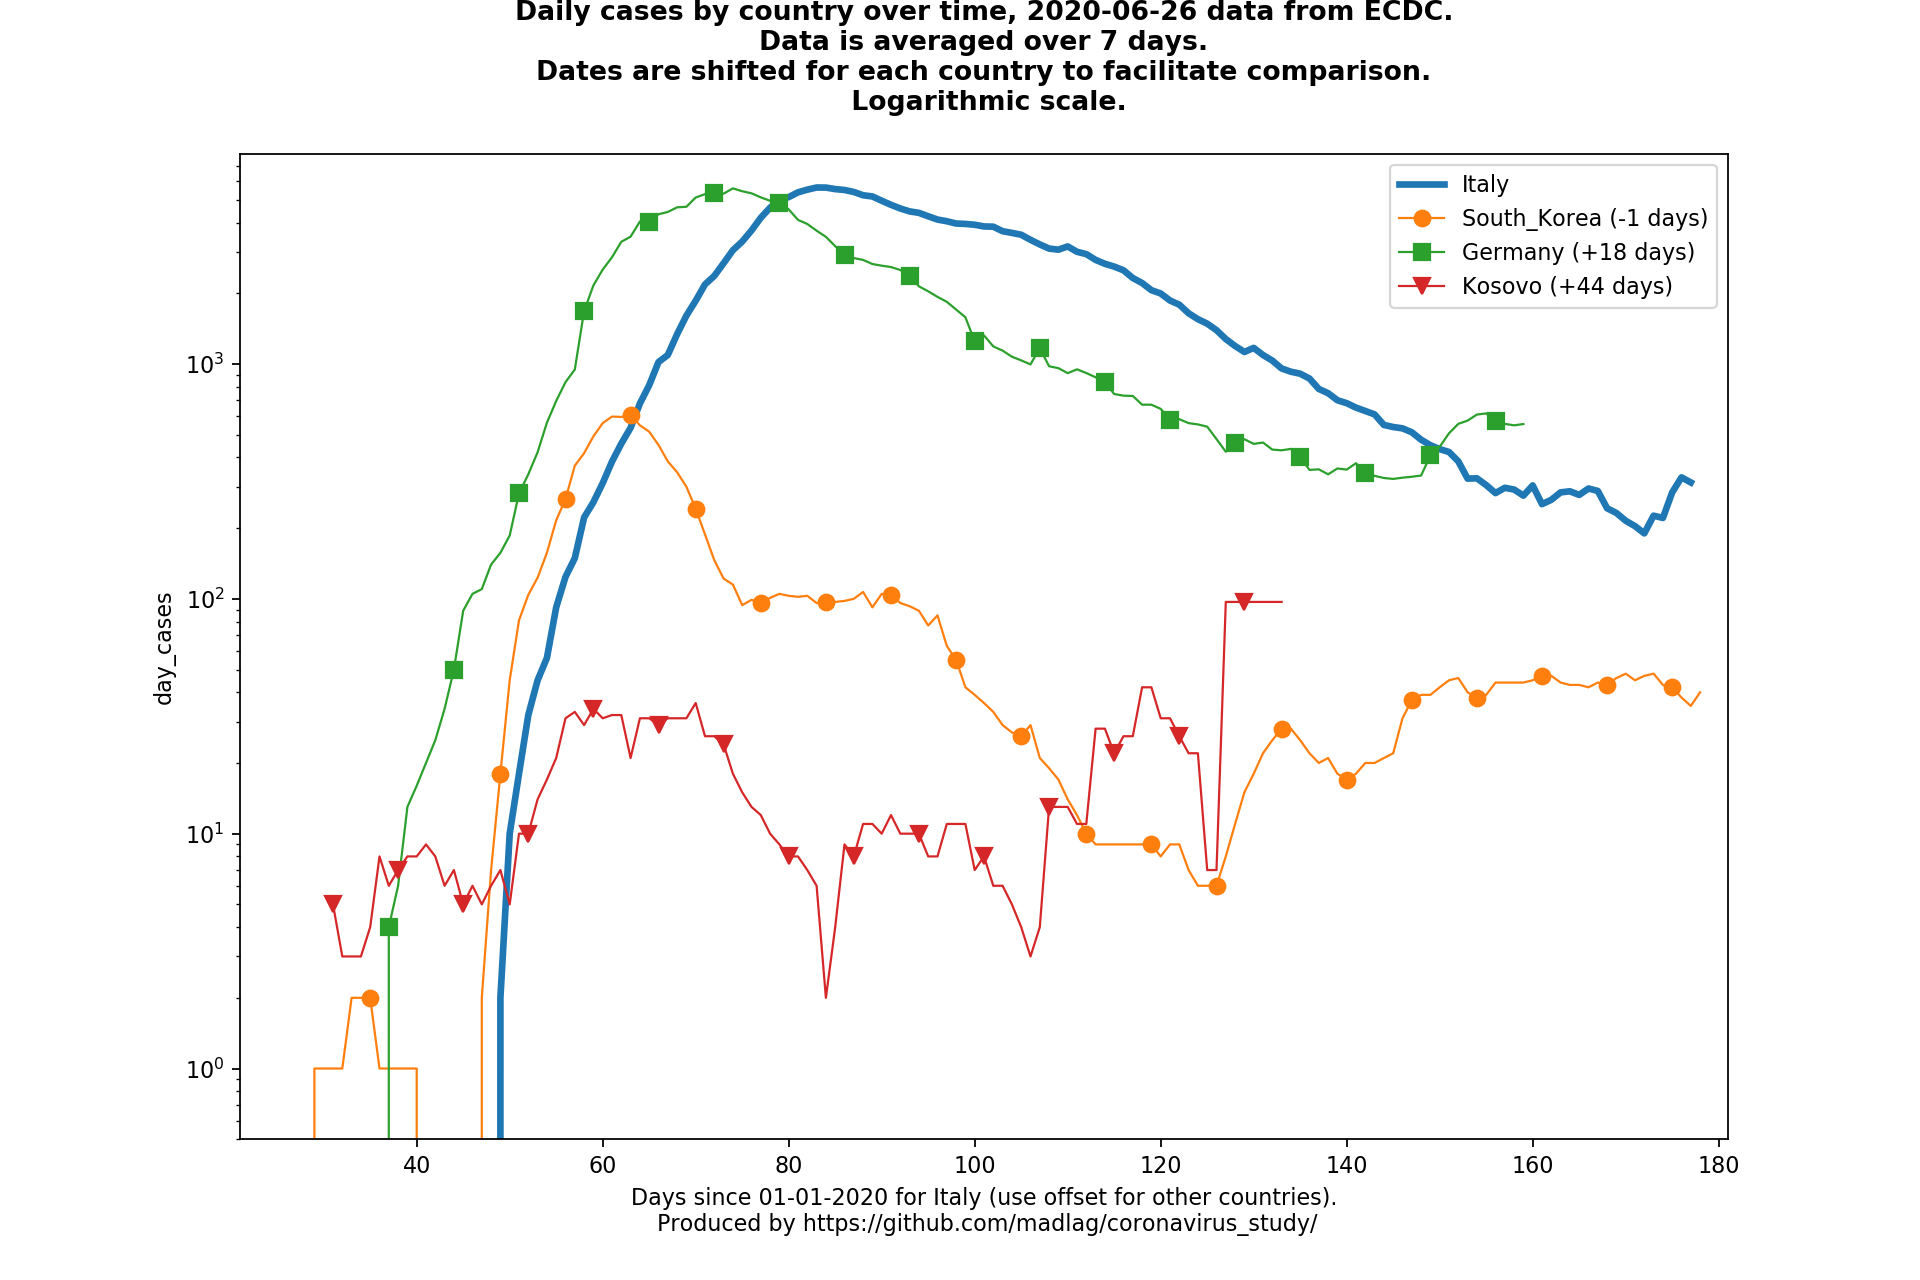 Daily cases by country over time, 2020-06-26 data from ECDC.
Data is averaged over 7 days.
Dates are shifted for each country to facilitate comparison.
Logarithmic scale.
Italy
South_Korea (-1 days)
Germany (+18 days)
Kosovo (+44 days)
day_cases
10³
10²
10¹
10⁰
40 60 80 100 120 140 160 180
Days since 01-01-2020 for Italy (use offset for other countries).
Produced by https://github.com/madlag/coronavirus_study/